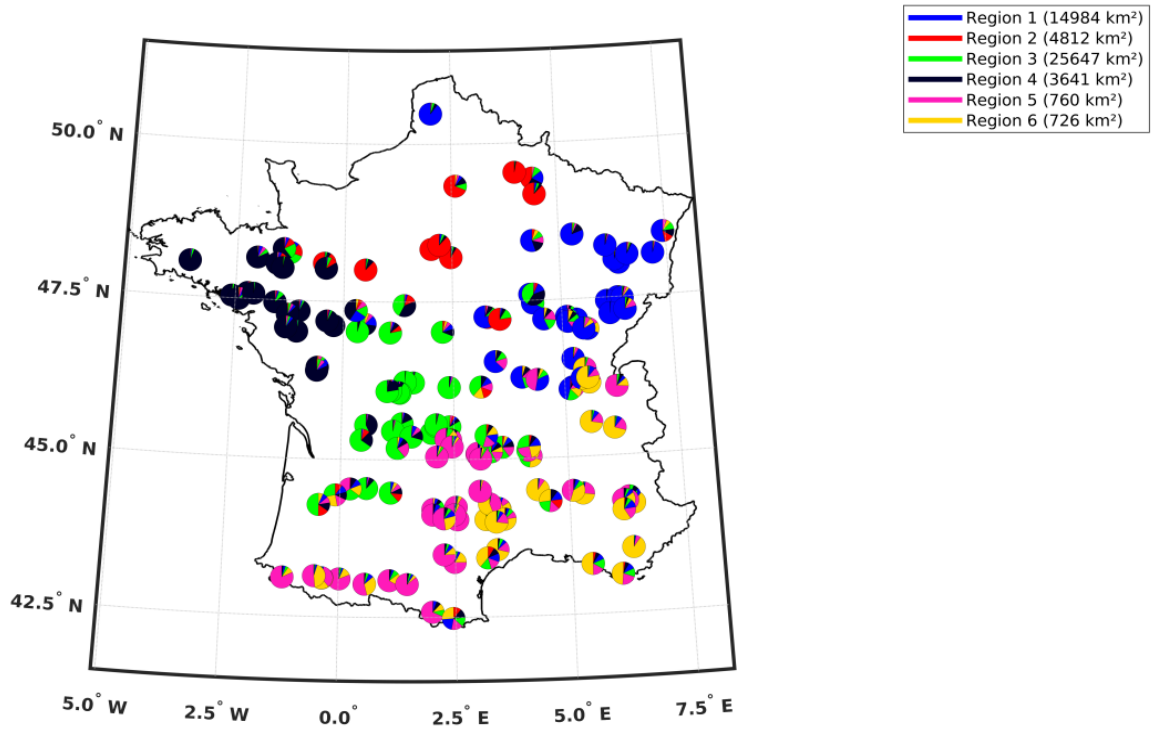 Region 1 (14984 km²)
Region 2 (4812 km²)
Region 3 (25647 km²)
Region 4 (3641 km²)
Region 5 (760 km²)
Region 6 (726 km²)
50.0° N
47.5° N
45.0° N
42.5° N
5.0° W
2.5° W
0.0°
2.5° E
5.0° E
7.5° E